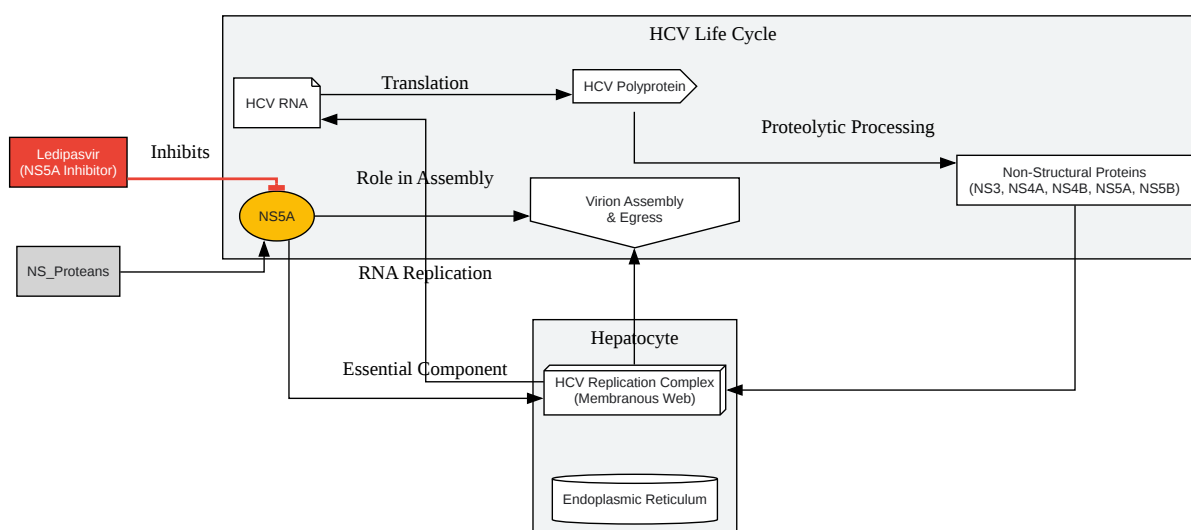 HCV Life Cycle
Translation
HCV Polyprotein
HCV RNA
Proteolytic Processing
Ledipasvir
(NS5A Inhibitor)
Inhibits
Non-Structural Proteins
(NS3, NS4A, NS4B, NS5A, NS5B)
Role in Assembly
Virion Assembly
& Egress
NS5A
NS_Proteans
RNA Replication
Hepatocyte
Essential Component
HCV Replication Complex
(Membranous Web)
Endoplasmic Reticulum